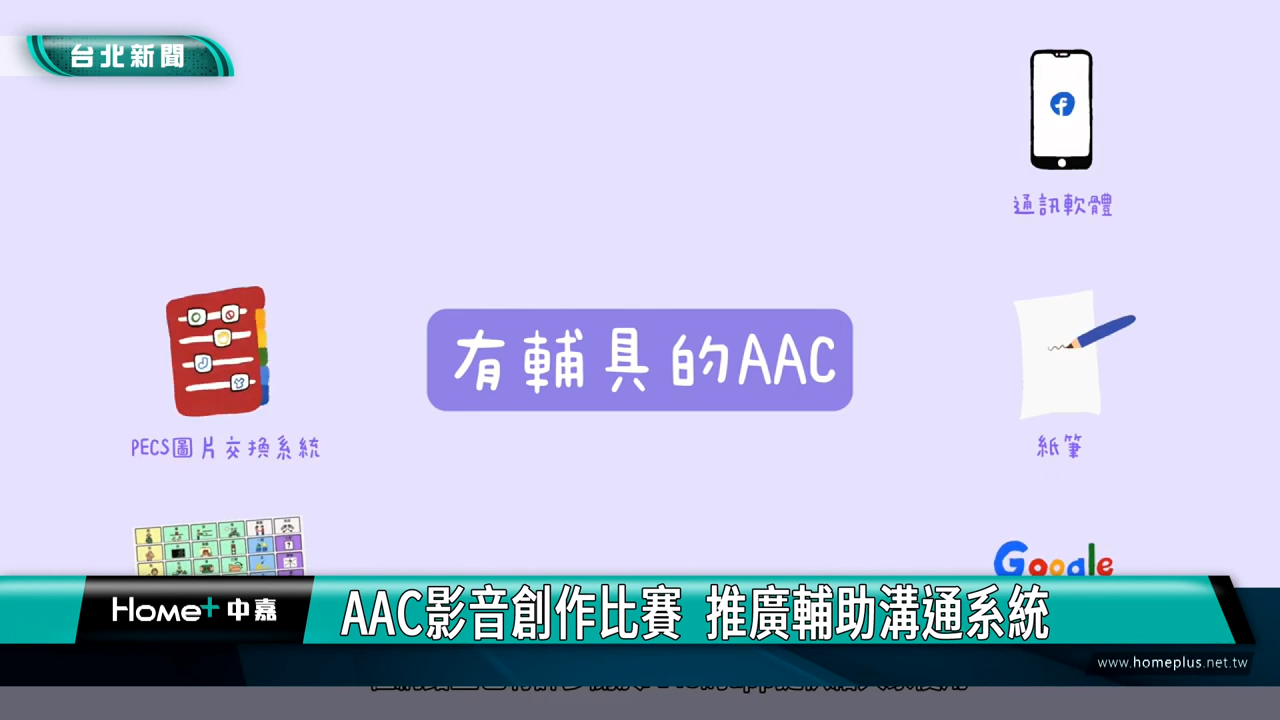 台北新聞
通訊軟體
有輔具的AAC
PECS圖片交換系統
紙筆
Google
Home+中嘉
AAC影音創作比賽 推廣輔助溝通系統
www.homeplus.net.tw